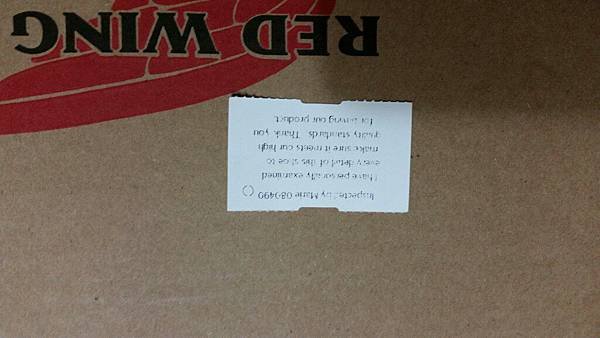 RED WING
Inspected by Marie
I have personally examined
every detail of this shoe to
make sure it meets our high
quality standards. Thank you
for buying our product.